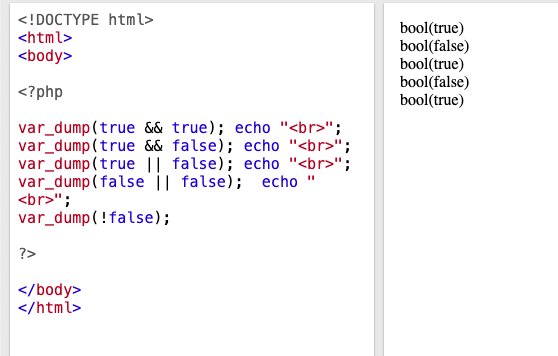 <!DOCTYPE html>
<html>
<body>
<?php
var_dump(true && true); echo "<br>";
var_dump(true && false); echo "<br>";
var_dump(true || false); echo "<br>";
var_dump(false || false);  echo "
<br>";
var_dump(!false);
?>
</body>
</html>
bool(true)
bool(false)
bool(true)
bool(false)
bool(true)